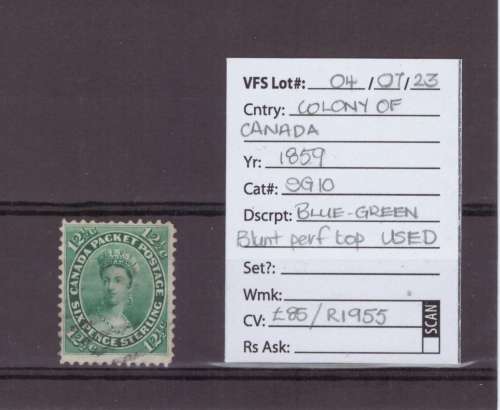 VFS Lot#: 04/07/23
Cntry: COLONY OF
CANADA
Yr: 1859
Cat#: SG10
Dscrpt: BLUE-GREEN
Blunt perf top USED
Set?:
Wmk:
CV: £85/R1955
Rs Ask:
SCAN
12½c 12½c
CANADA PACKET POSTAGE
SIX PENCE STERLING
12½c 12½c